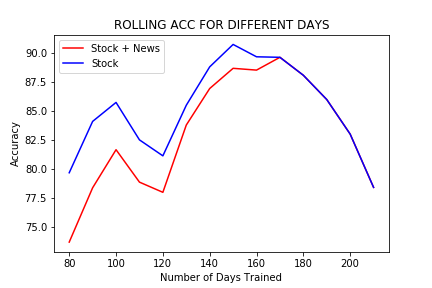 ROLLING ACC FOR DIFFERENT DAYS
Stock + News
Stock
90.0
87.5
85.0
82.5
80.0
77.5
75.0
Accuracy
80 100 120 140 160 180 200
Number of Days Trained